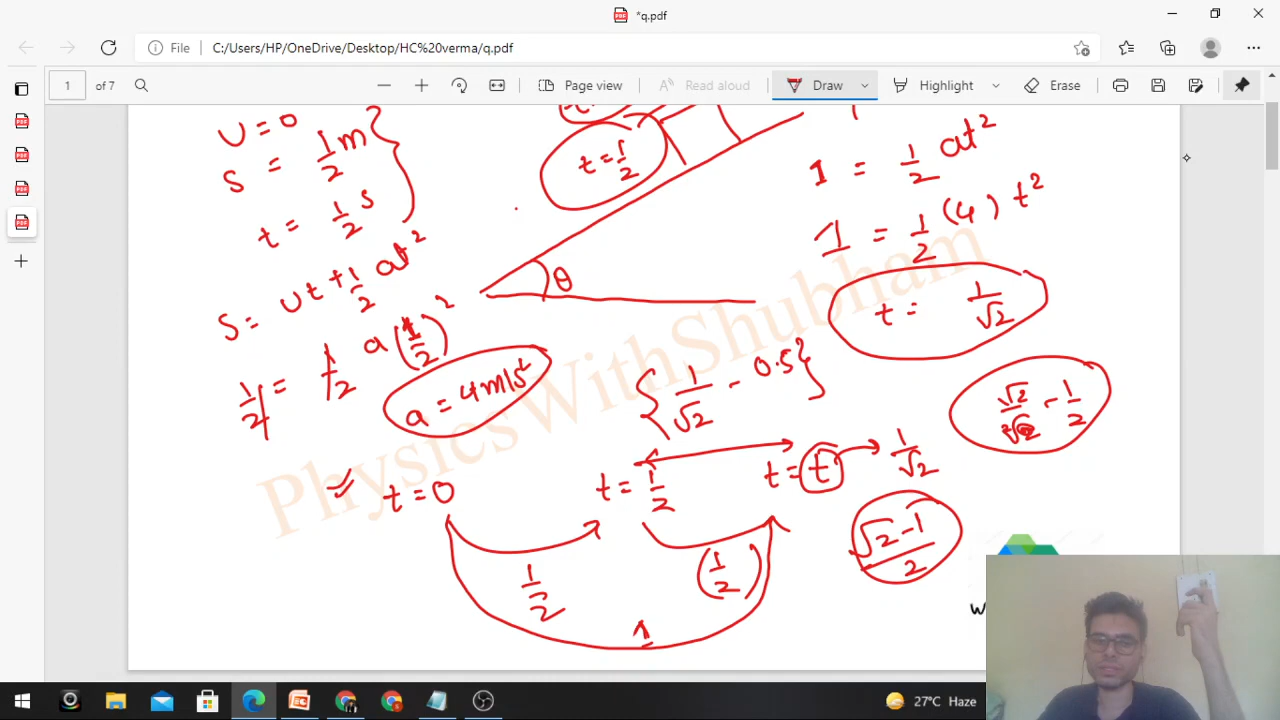 *q.pdf
File C:/Users/HP/OneDrive/Desktop/HC%20verma/q.pdf
1 of 7 Page view Read aloud Draw Highlight Erase
U = 0
S = 1/2 m
t = 1/2 s
S = Ut + 1/2 at²
1/2 = 1/2 a(1/2)²
a = 4m/s²
t = 1/2
θ
1 = 1/2 at²
1 = 1/2 (4) t²
t = 1/√2
{1/√2 - 0.5}
√2/2 - 1/2
t = 0 t = 1/2 t = t → 1/√2
(√2 - 1)/2
1/2 (1/2)
1
PhysicsWithShubham
27°C Haze